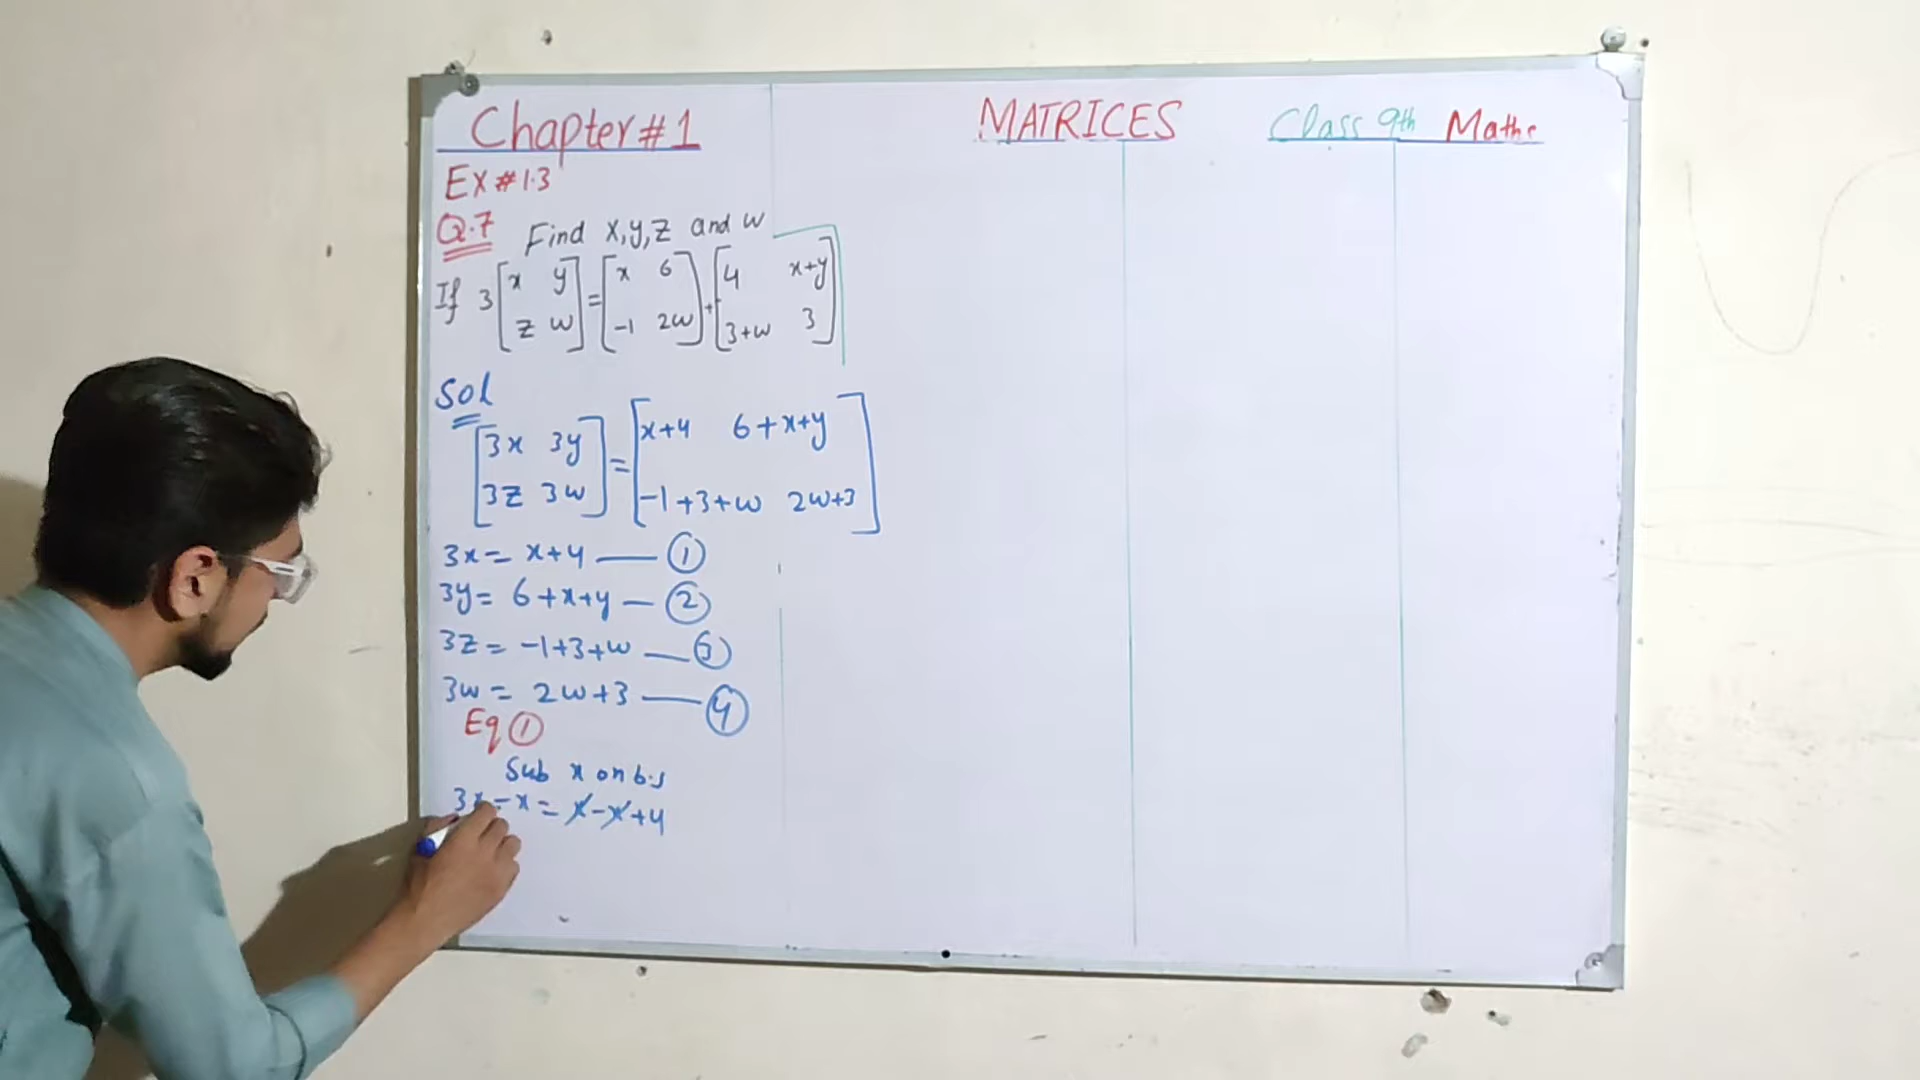 Chapter # 1 MATRICES Class 9th Maths
EX # 1.3
Q.7 Find x,y,z and w
If 3 [x y; z w] = [x 6; -1 2w] + [4 x+y; 3+w 3]
Sol
[3x 3y; 3z 3w] = [x+4 6+x+y; -1+3+w 2w+3]
3x = x+4 — ①
3y = 6+x+y — ②
3z = -1+3+w — ③
3w = 2w+3 — ④
Eq ①
Sub x on b.s
3x - x = x - x + 4